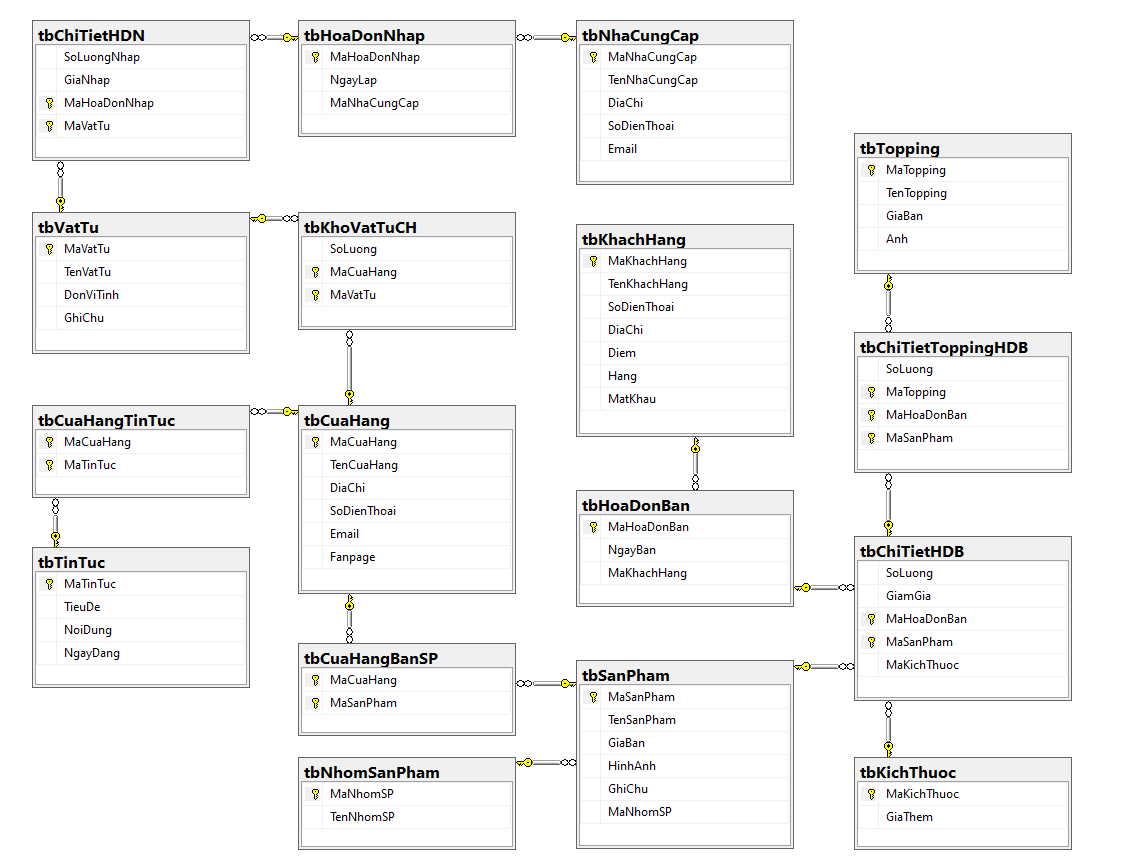 tbChiTietHDN
SoLuongNhap
GiaNhap
MaHoaDonNhap
MaVatTu
tbHoaDonNhap
MaHoaDonNhap
NgayLap
MaNhaCungCap
tbNhaCungCap
MaNhaCungCap
TenNhaCungCap
DiaChi
SoDienThoai
Email
tbTopping
MaTopping
TenTopping
GiaBan
Anh
tbVatTu
MaVatTu
TenVatTu
DonViTinh
GhiChu
tbKhoVatTuCH
SoLuong
MaCuaHang
MaVatTu
tbKhachHang
MaKhachHang
TenKhachHang
SoDienThoai
DiaChi
Diem
Hang
MatKhau
tbChiTietToppingHDB
SoLuong
MaTopping
MaHoaDonBan
MaSanPham
tbCuaHangTinTuc
MaCuaHang
MaTinTuc
tbCuaHang
MaCuaHang
TenCuaHang
DiaChi
SoDienThoai
Email
Fanpage
tbHoaDonBan
MaHoaDonBan
NgayBan
MaKhachHang
tbChiTietHDB
SoLuong
GiamGia
MaHoaDonBan
MaSanPham
MaKichThuoc
tbTinTuc
MaTinTuc
TieuDe
NoiDung
NgayDang
tbCuaHangBanSP
MaCuaHang
MaSanPham
tbSanPham
MaSanPham
TenSanPham
GiaBan
HinhAnh
GhiChu
MaNhomSP
tbNhomSanPham
MaNhomSP
TenNhomSP
tbKichThuoc
MaKichThuoc
GiaThem